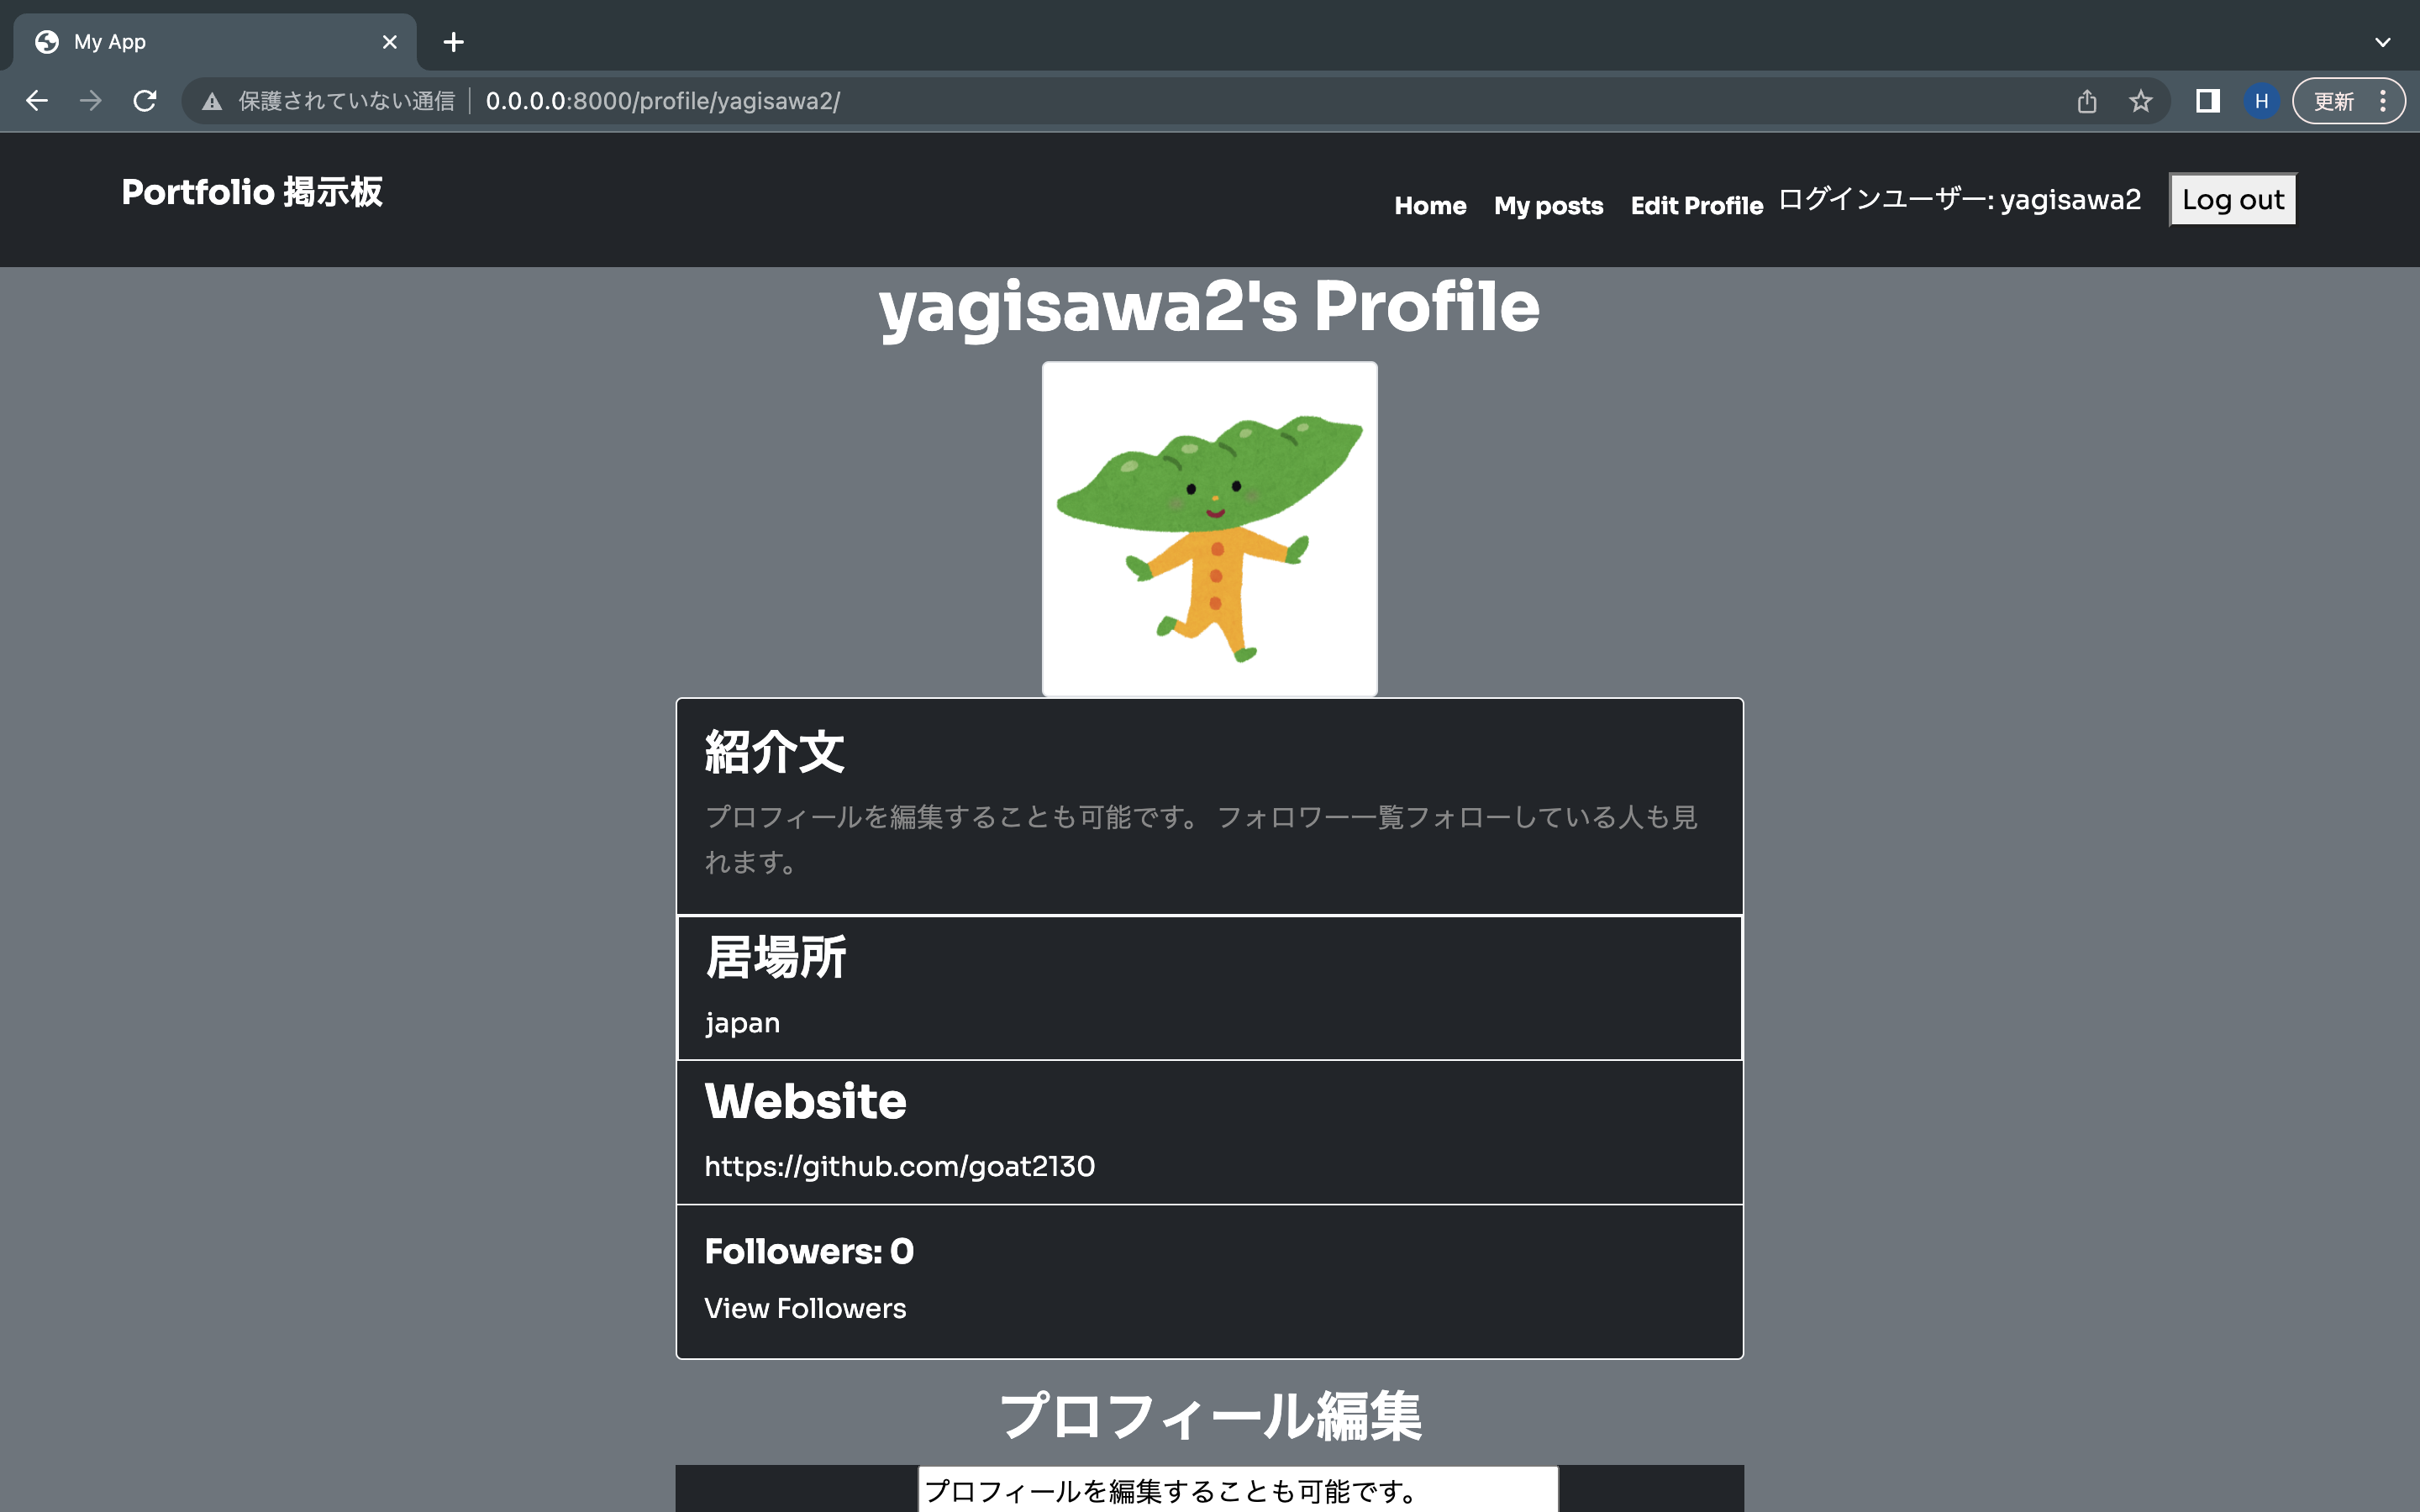 My App
保護されていない通信 0.0.0.0:8000/profile/yagisawa2/
H
更新
Portfolio 掲示板
Home My posts Edit Profile ログインユーザー: yagisawa2 Log out
yagisawa2's Profile
紹介文
プロフィールを編集することも可能です。 フォロワー一覧フォローしている人も見
れます。
居場所
japan
Website
https://github.com/goat2130
Followers: 0
View Followers
プロフィール編集
プロフィールを編集することも可能です。